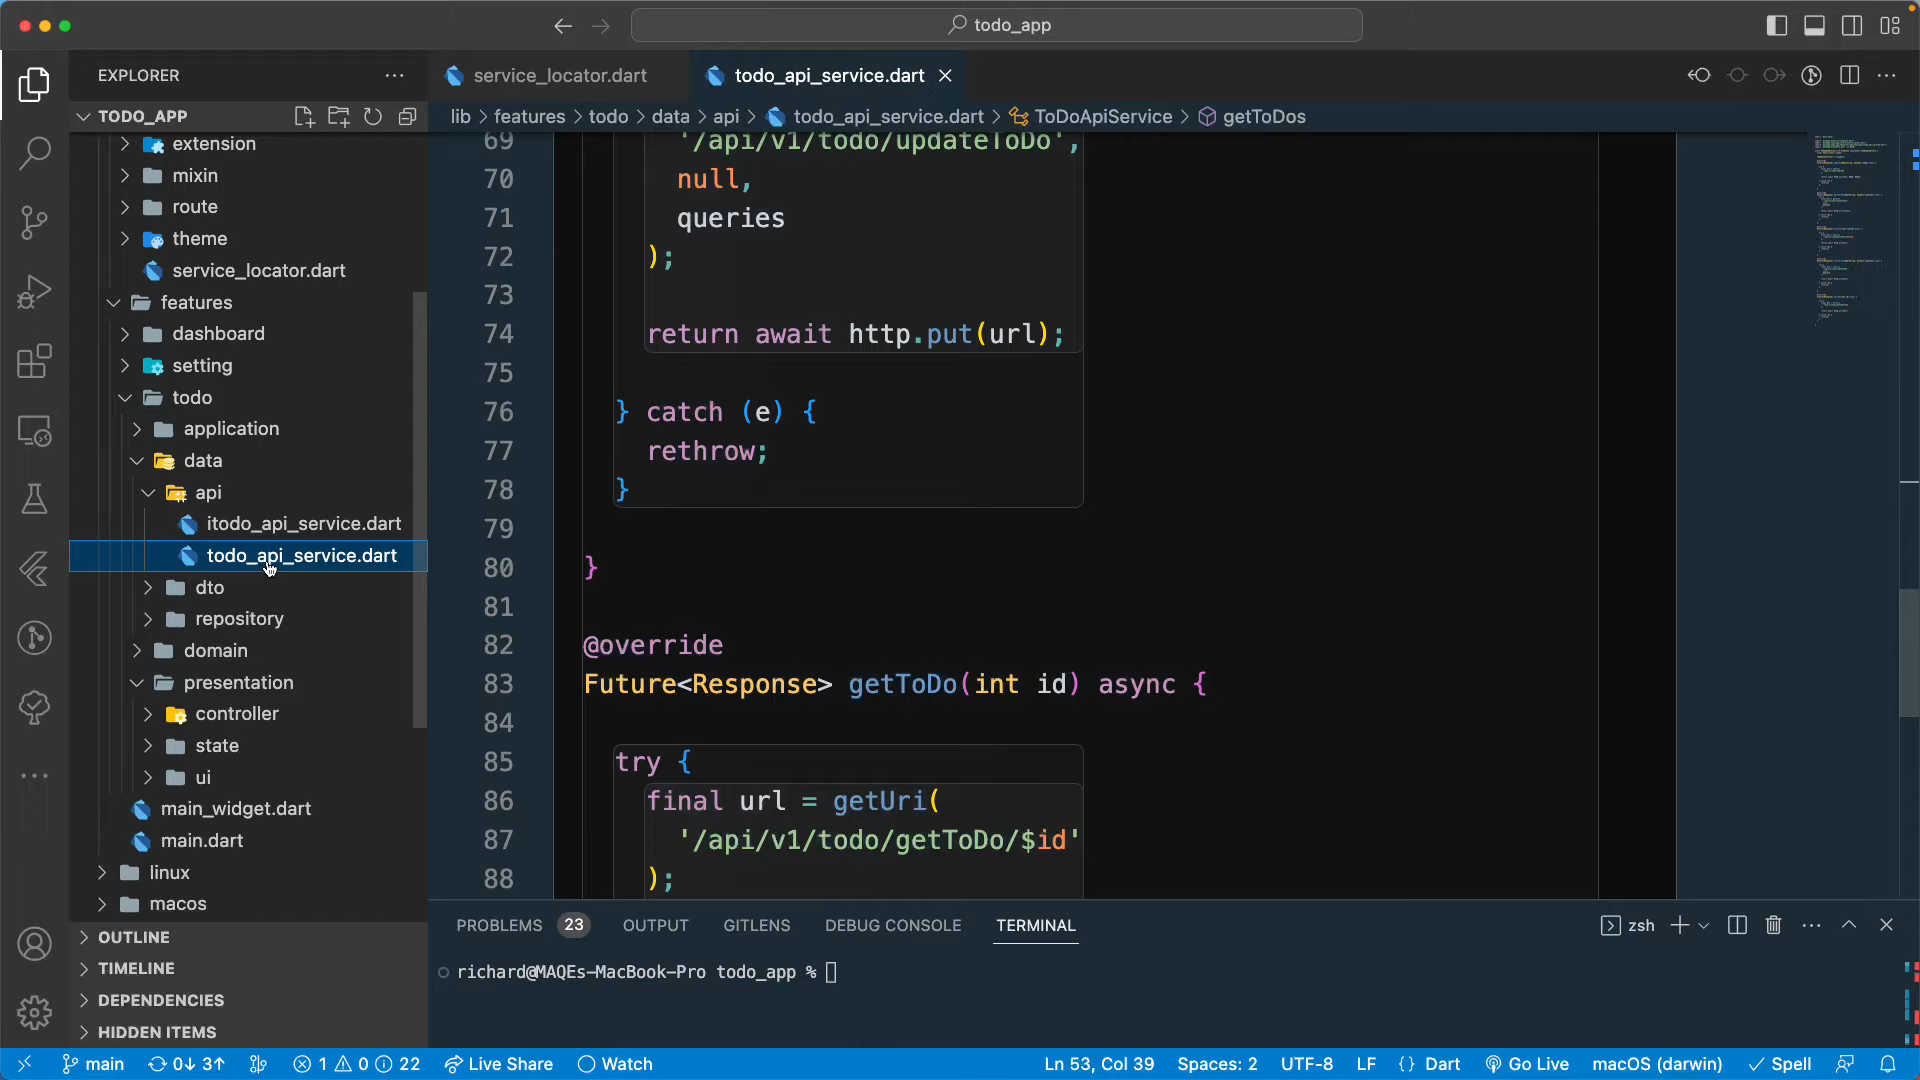 todo_app
EXPLORER
TODO_APP
extension
mixin
route
theme
service_locator.dart
features
dashboard
setting
todo
application
data
api
itodo_api_service.dart
todo_api_service.dart
dto
repository
domain
presentation
controller
state
ui
main_widget.dart
main.dart
linux
macos
OUTLINE
TIMELINE
DEPENDENCIES
HIDDEN ITEMS
service_locator.dart
todo_api_service.dart
lib > features > todo > data > api > todo_api_service.dart > ToDoApiService > getToDos
69 '/api/v1/todo/updateToDo',
70 null,
71 queries
72 );
73
74 return await http.put(url);
75
76 } catch (e) {
77 rethrow;
78 }
79
80 }
81
82 @override
83 Future<Response> getToDo(int id) async {
84
85 try {
86 final url = getUri(
87 '/api/v1/todo/getToDo/$id'
88 );
PROBLEMS 23 OUTPUT GITLENS DEBUG CONSOLE TERMINAL zsh
richard@MAQEs-MacBook-Pro todo_app %
main 0↓ 3↑ 1 0 22 Live Share Watch Ln 53, Col 39 Spaces: 2 UTF-8 LF {} Dart Go Live macOS (darwin) Spell